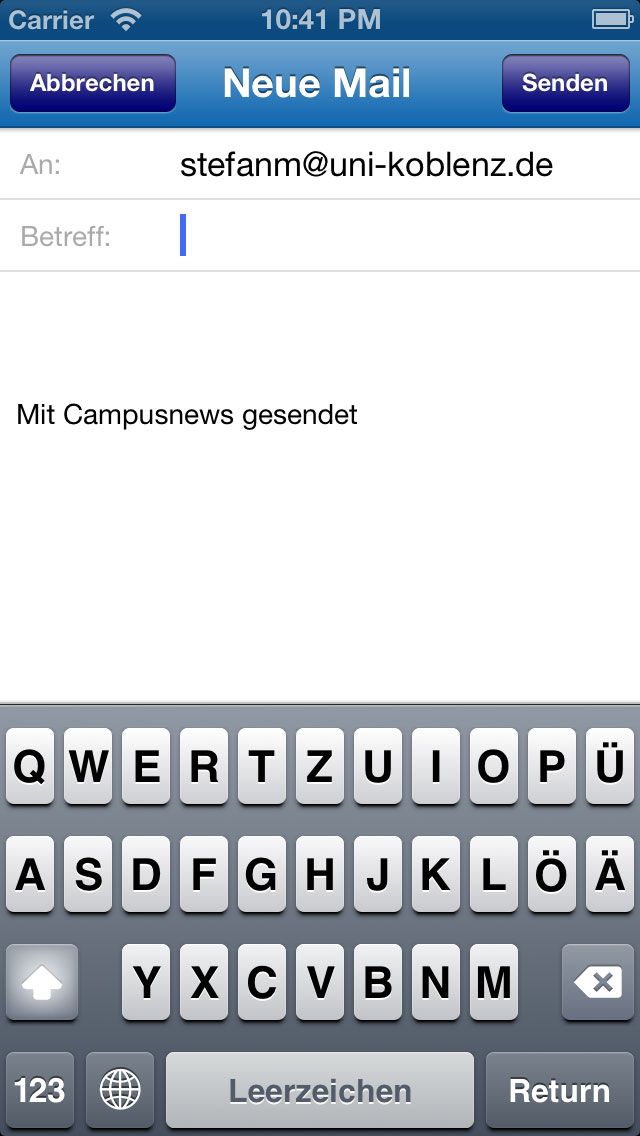 Carrier 10:41 PM
Abbrechen Neue Mail Senden
An: stefanm@uni-koblenz.de
Betreff:
Mit Campusnews gesendet
Q W E R T Z U I O P Ü
A S D F G H J K L Ö Ä
Y X C V B N M
123 Leerzeichen Return